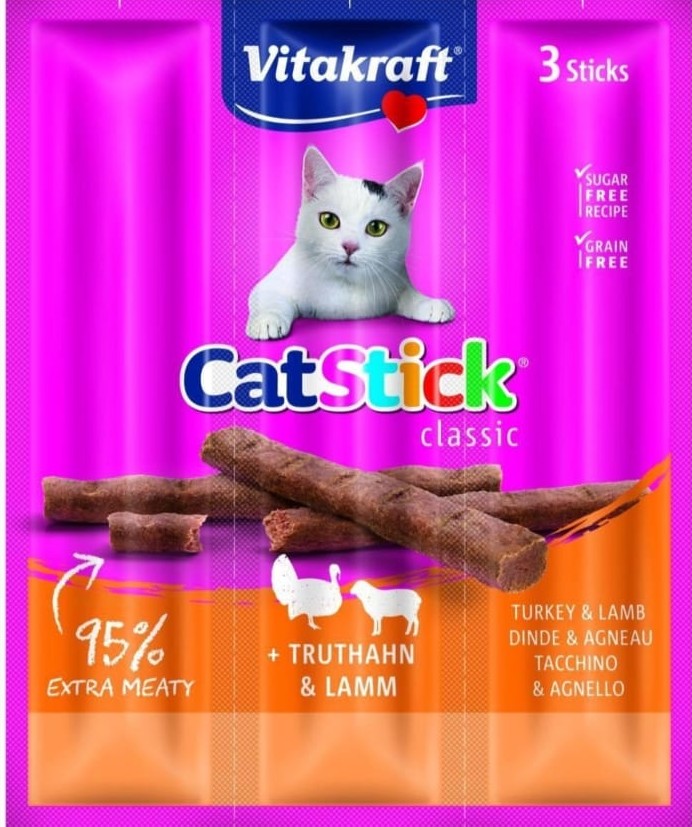 Vitakraft®
3 Sticks
SUGAR
FREE
RECIPE
GRAIN
FREE
CatStick®
classic
95%
EXTRA MEATY
+ TRUTHAHN
& LAMM
TURKEY & LAMB
DINDE & AGNEAU
TACCHINO
& AGNELLO